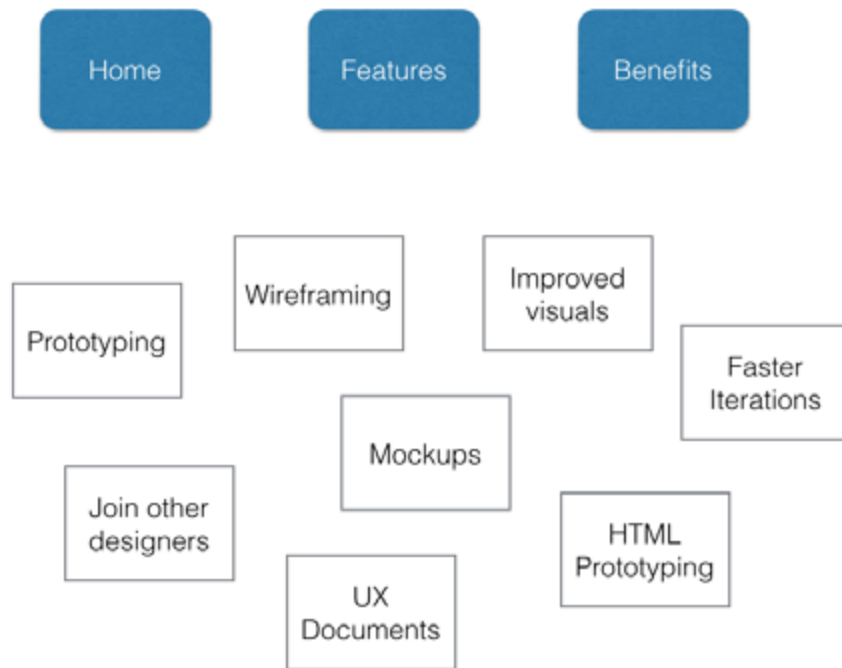 Home
Features
Benefits
Wireframing
Improved
visuals
Prototyping
Faster
Iterations
Mockups
Join other
designers
HTML
Prototyping
UX
Documents